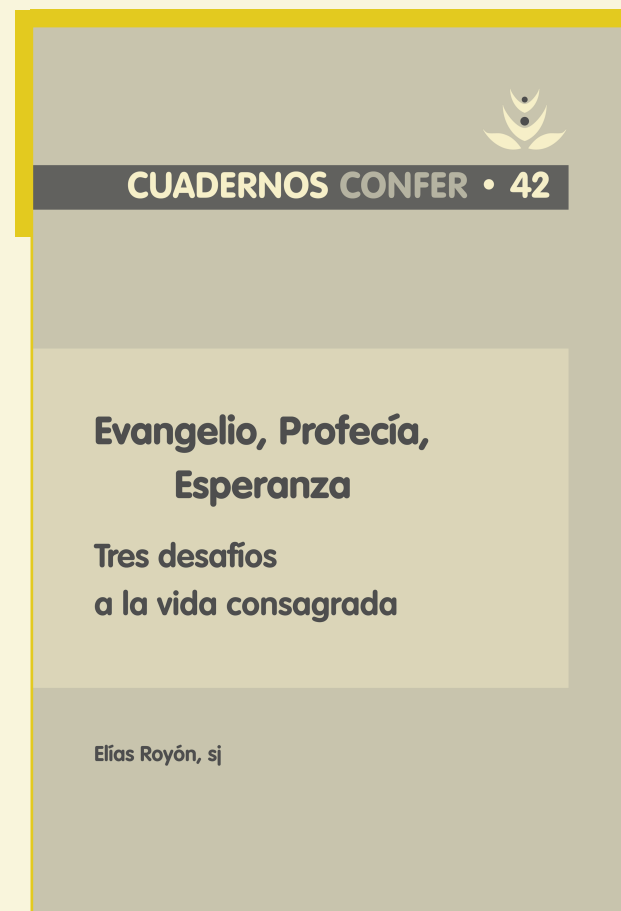 CUADERNOS CONFER • 42
Evangelio, Profecía,
Esperanza
Tres desafíos
a la vida consagrada
Elías Royón, sj